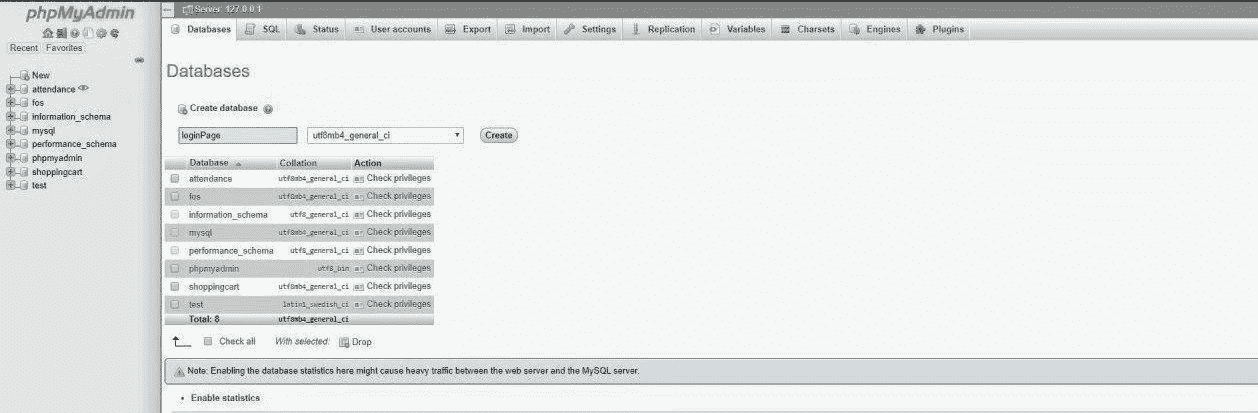 phpMyAdmin
Recent Favorites
New
attendance
fos
information_schema
mysql
performance_schema
phpmyadmin
shoppingcart
test
Server: 127.0.0.1
Databases SQL Status User accounts Export Import Settings Replication Variables Charsets Engines Plugins
Databases
Create database
loginPage utf8mb4_general_ci Create
Database Collation Action
attendance utf8mb4_general_ci Check privileges
fos utf8mb4_general_ci Check privileges
information_schema utf8_general_ci Check privileges
mysql utf8mb4_general_ci Check privileges
performance_schema utf8_general_ci Check privileges
phpmyadmin utf8_bin Check privileges
shoppingcart utf8mb4_general_ci Check privileges
test latin1_swedish_ci Check privileges
Total: 8 utf8mb4_general_ci
Check all With selected: Drop
Note: Enabling the database statistics here might cause heavy traffic between the web server and the MySQL server.
• Enable statistics